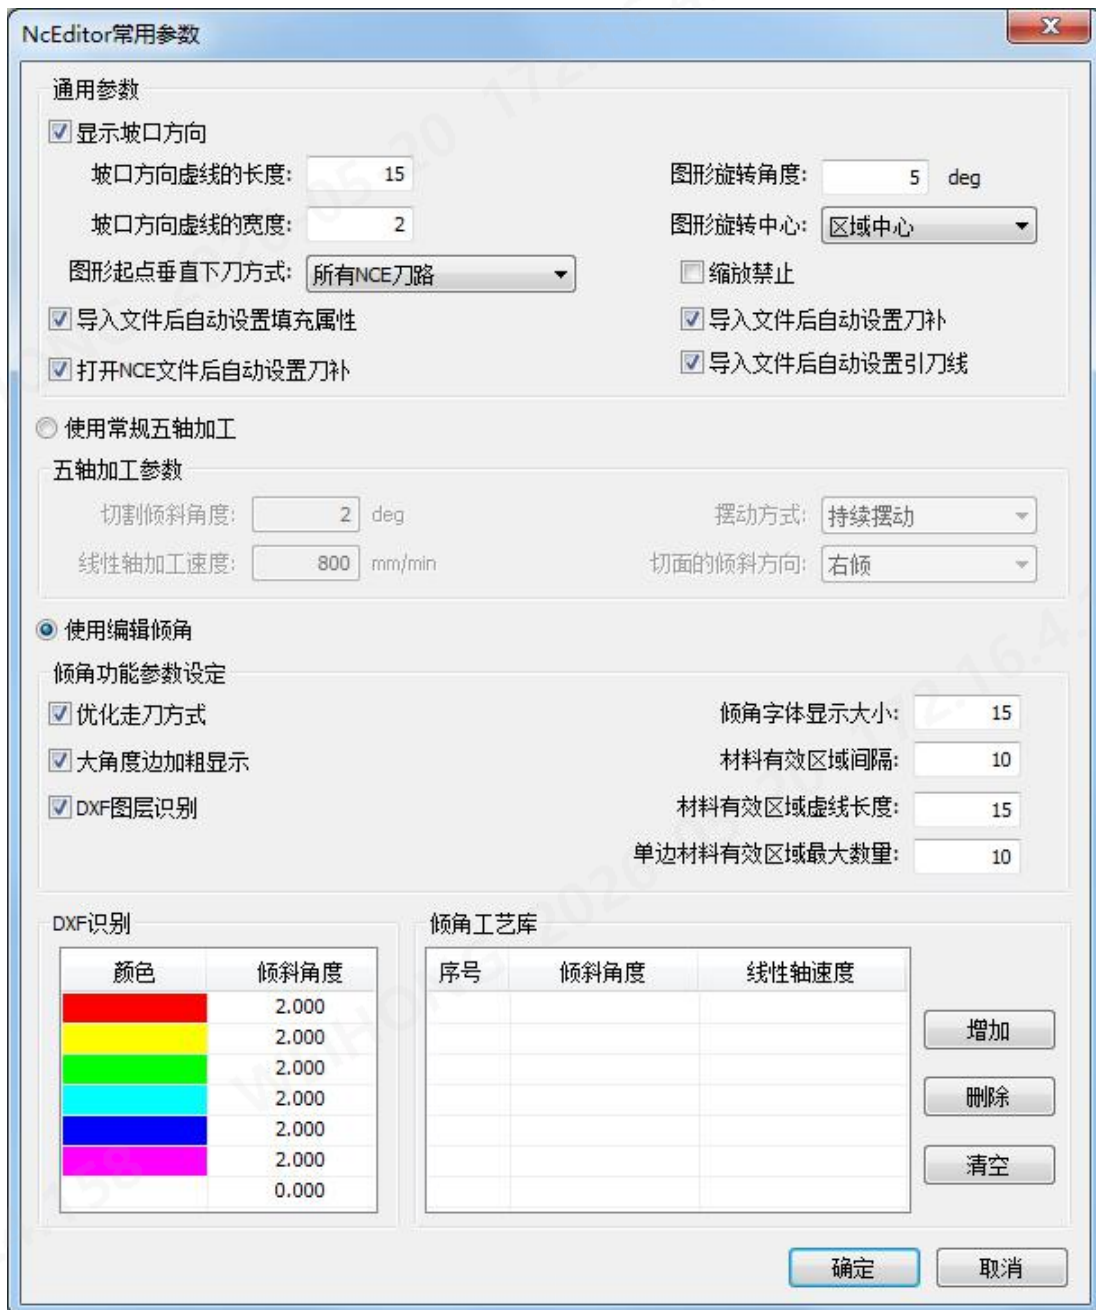 NcEditor常用参数
通用参数
显示坡口方向
坡口方向虚线的长度: 15 图形旋转角度: 5 deg
坡口方向虚线的宽度: 2 图形旋转中心: 区域中心
图形起点垂直下刀方式: 所有NCE刀路 缩放禁止
导入文件后自动设置填充属性 导入文件后自动设置刀补
打开NCE文件后自动设置刀补 导入文件后自动设置引刀线
使用常规五轴加工
五轴加工参数
切割倾斜角度: 2 deg 摆动方式: 持续摆动
线性轴加工速度: 800 mm/min 切面的倾斜方向: 右倾
使用编辑倾角
倾角功能参数设定
优化走刀方式 倾角字体显示大小: 15
大角度边加粗显示 材料有效区域间隔: 10
DXF图层识别 材料有效区域虚线长度: 15
单边材料有效区域最大数量: 10
DXF识别 倾角工艺库
颜色 倾斜角度 序号 倾斜角度 线性轴速度
2.000
2.000 增加
2.000
2.000 删除
2.000
2.000 清空
0.000
确定 取消